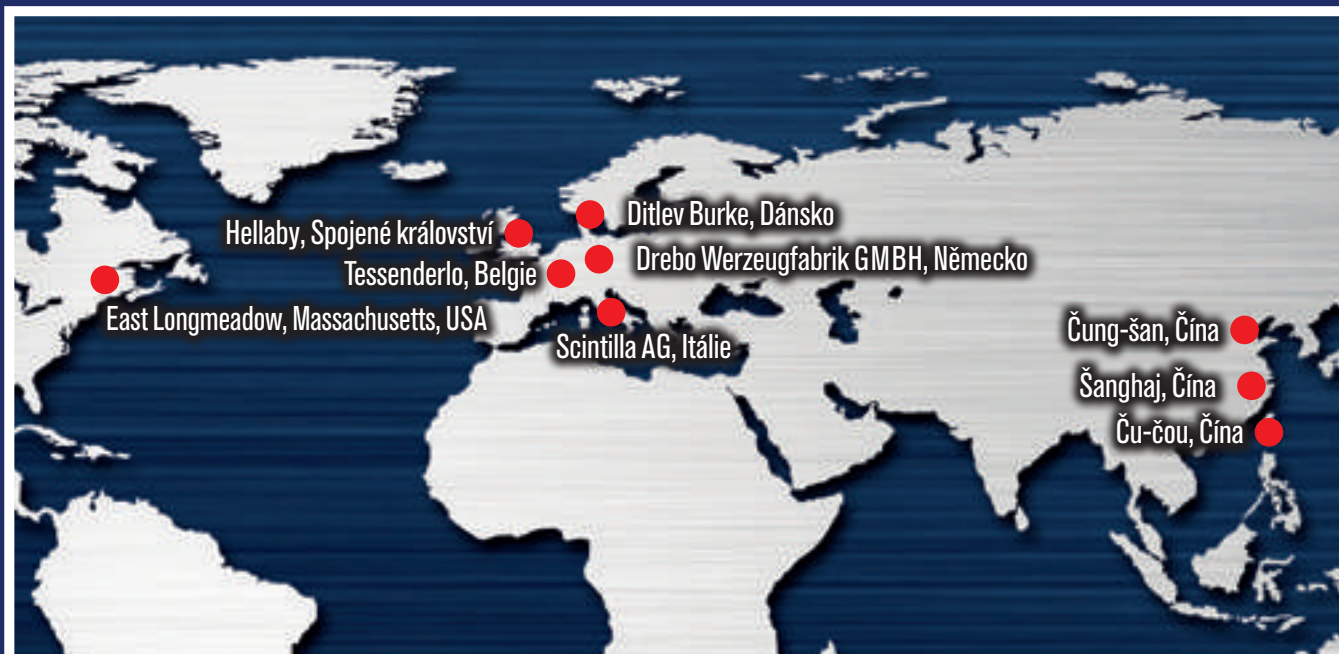 Ditlev Burke, Dánsko
Hellaby, Spojené království
Drebo Werzeugfabrik GMBH, Německo
Tessenderlo, Belgie
East Longmeadow, Massachusetts, USA
Scintilla AG, Itálie
Čung-šan, Čína
Šanghaj, Čína
Ču-čou, Čína